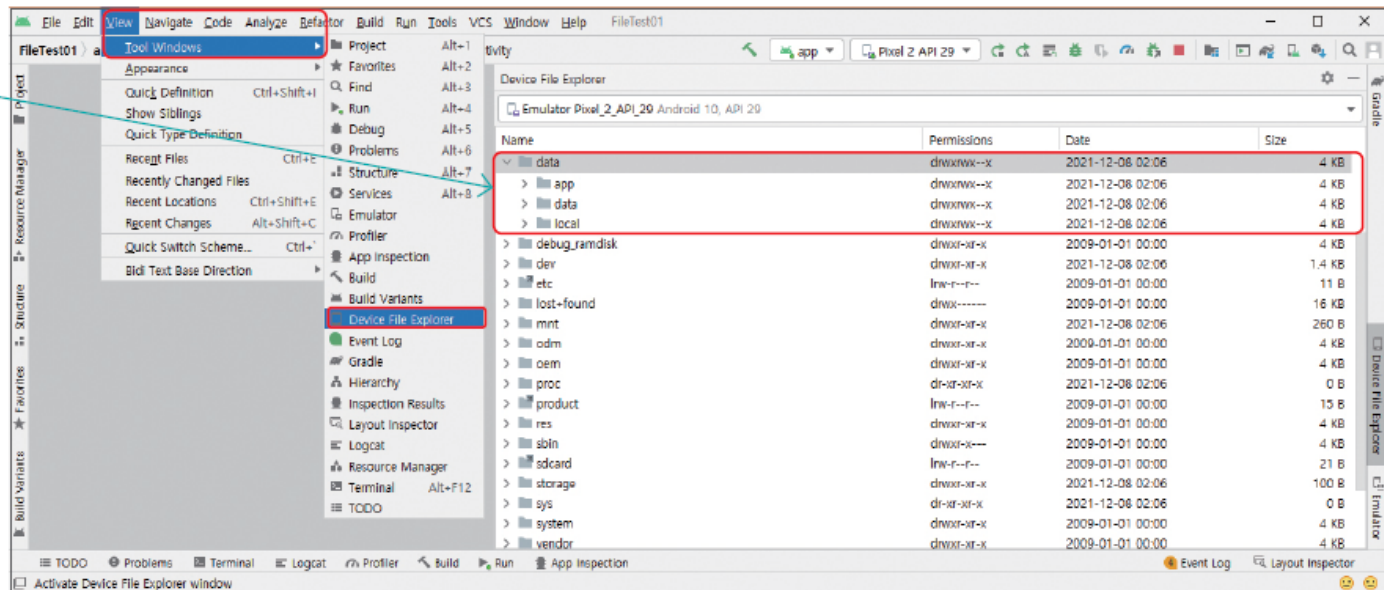 File Edit View Navigate Code Analyze Refactor Build Run Tools VCS Window Help FileTest01
FileTest01 a tivity app Pixel 2 API 29
Tool Windows
Appearance
Quick Definition Ctrl+Shift+I
Show Siblings
Quick Type Definition
Recent Files Ctrl+E
Recently Changed Files
Recent Locations Ctrl+Shift+E
Recent Changes Alt+Shift+C
Quick Switch Scheme... Ctrl+`
Bidi Text Base Direction
Project Alt+1
Favorites Alt+2
Find Alt+3
Run Alt+4
Debug Alt+5
Problems Alt+6
Structure Alt+7
Services Alt+8
Emulator
Profiler
App Inspection
Build
Build Variants
Device File Explorer
Event Log
Gradle
Hierarchy
Inspection Results
Layout Inspector
Logcat
Resource Manager
Terminal Alt+F12
TODO
Device File Explorer
Emulator Pixel_2_API_29 Android 10, API 29
Name Permissions Date Size
data drwxrwx--x 2021-12-08 02:06 4 KB
app drwxrwx--x 2021-12-08 02:06 4 KB
data drwxrwx--x 2021-12-08 02:06 4 KB
local drwxrwx--x 2021-12-08 02:06 4 KB
debug_ramdisk drwxr-xr-x 2009-01-01 00:00 4 KB
dev drwxr-xr-x 2021-12-08 02:06 1.4 KB
etc lrw-r--r-- 2009-01-01 00:00 11 B
lost+found drwx------ 2009-01-01 00:00 16 KB
mnt drwxr-xr-x 2021-12-08 02:06 260 B
odm drwxr-xr-x 2009-01-01 00:00 4 KB
oem drwxr-xr-x 2009-01-01 00:00 4 KB
proc dr-xr-xr-x 2021-12-08 02:06 0 B
product lrw-r--r-- 2009-01-01 00:00 15 B
res drwxr-xr-x 2009-01-01 00:00 4 KB
sbin drwxr-x--- 2009-01-01 00:00 4 KB
sdcard lrw-r--r-- 2009-01-01 00:00 21 B
storage drwxr-xr-x 2021-12-08 02:06 100 B
sys dr-xr-xr-x 2021-12-08 02:06 0 B
system drwxr-xr-x 2009-01-01 00:00 4 KB
vendor drwxr-xr-x 2009-01-01 00:00 4 KB
Project
Resource Manager
Structure
Favorites
Build Variants
Gradle
Device File Explorer
Emulator
TODO Problems Terminal Logcat Profiler Build Run App Inspection Event Log Layout Inspector
Activate Device File Explorer window